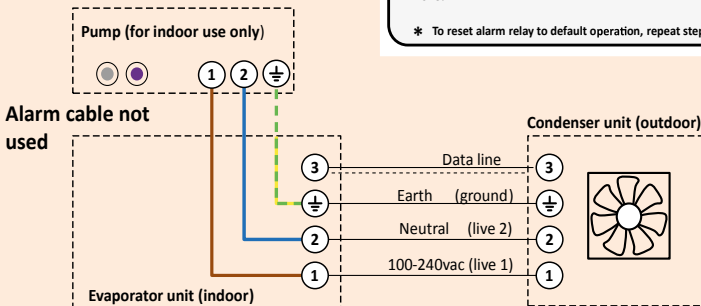 ✱ To reset alarm relay to default operation, repeat step
Pump (for indoor use only)
1 2
Alarm cable not
used
Condenser unit (outdoor)
3 Data line 3
Earth (ground)
2 Neutral (live 2) 2
1 100-240vac (live 1) 1
Evaporator unit (indoor)